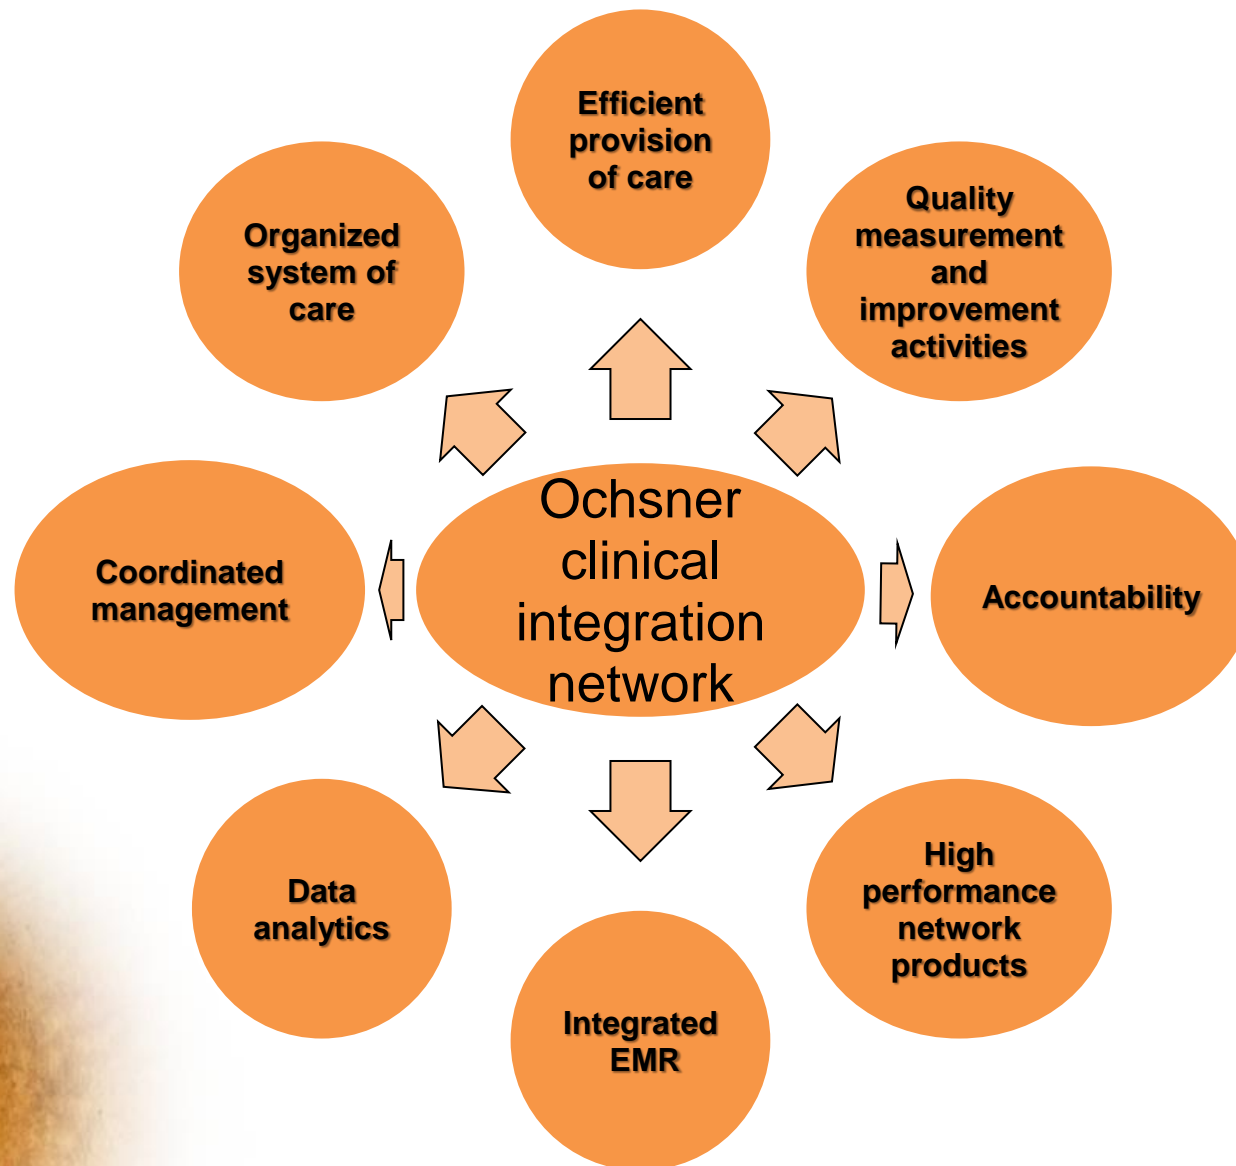 Efficient
provision
of care
Organized
system of
care
Quality
measurement
and
improvement
activities
Ochsner
clinical
integration
network
Coordinated
management
Accountability
Data
analytics
High
performance
network
products
Integrated
EMR